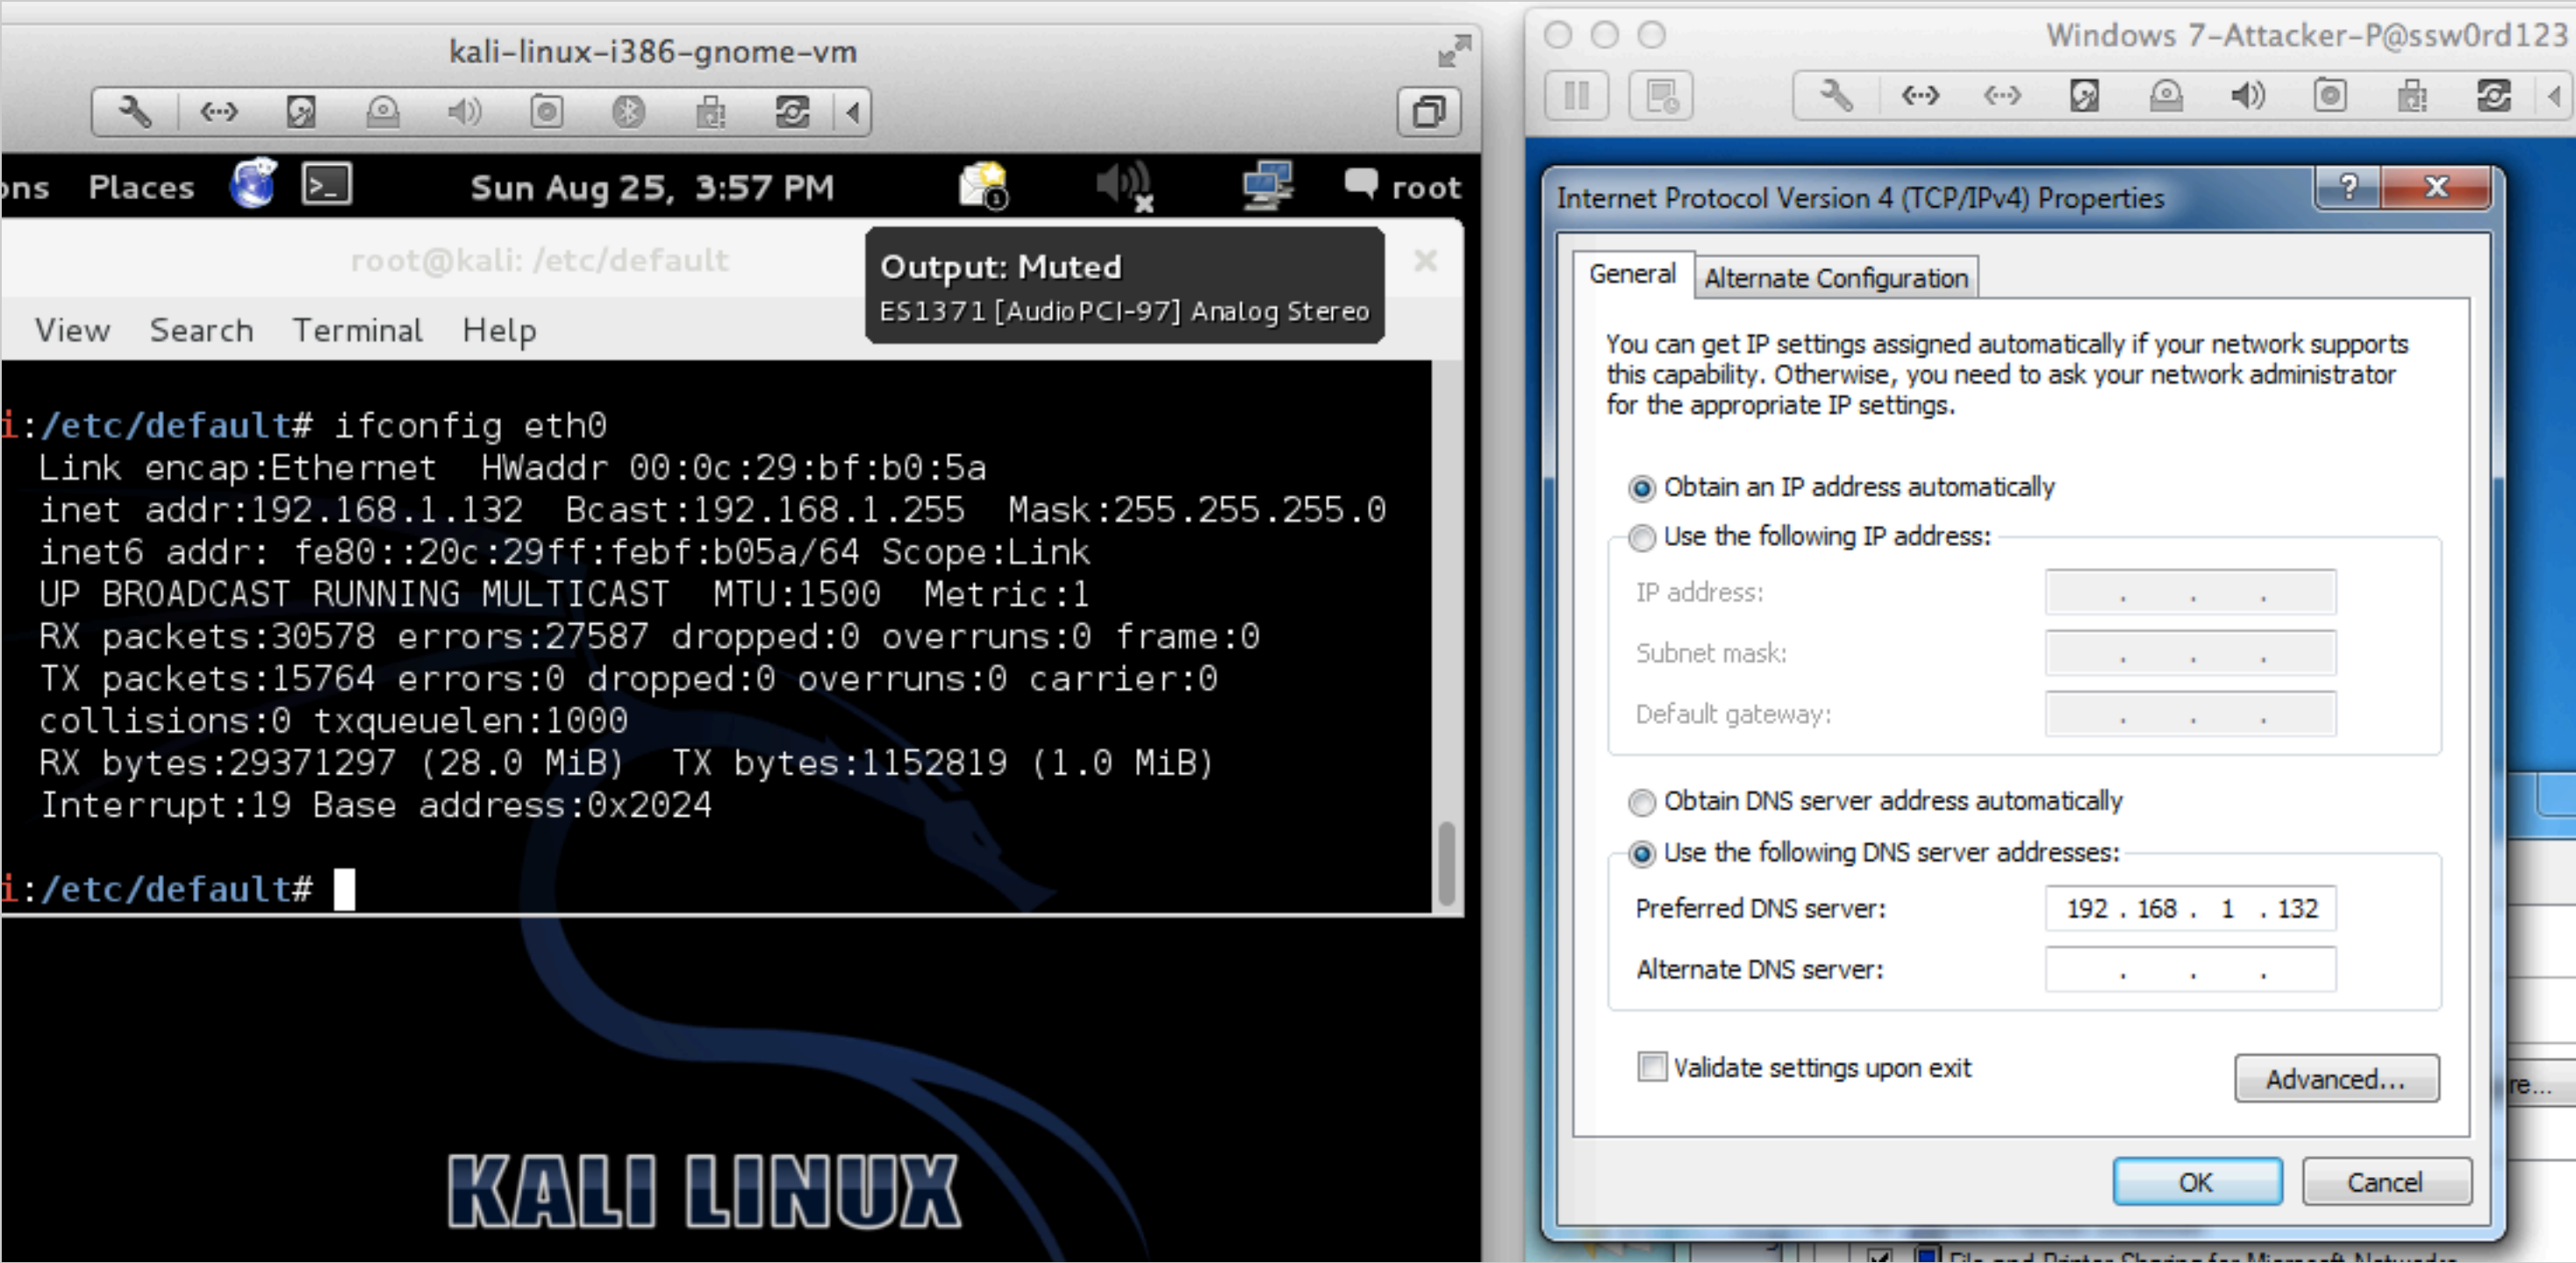 kali-linux-i386-gnome-vm
ons Places Sun Aug 25, 3:57 PM root
root@kali: /etc/default
Output: Muted
ES1371 [AudioPCI-97] Analog Stereo
View Search Terminal Help
i:/etc/default# ifconfig eth0
Link encap:Ethernet HWaddr 00:0c:29:bf:b0:5a
inet addr:192.168.1.132 Bcast:192.168.1.255 Mask:255.255.255.0
inet6 addr: fe80::20c:29ff:febf:b05a/64 Scope:Link
UP BROADCAST RUNNING MULTICAST MTU:1500 Metric:1
RX packets:30578 errors:27587 dropped:0 overruns:0 frame:0
TX packets:15764 errors:0 dropped:0 overruns:0 carrier:0
collisions:0 txqueuelen:1000
RX bytes:29371297 (28.0 MiB) TX bytes:1152819 (1.0 MiB)
Interrupt:19 Base address:0x2024
i:/etc/default#
KALI LINUX
Windows 7-Attacker-P@ssw0rd123
Internet Protocol Version 4 (TCP/IPv4) Properties
General Alternate Configuration
You can get IP settings assigned automatically if your network supports
this capability. Otherwise, you need to ask your network administrator
for the appropriate IP settings.
Obtain an IP address automatically
Use the following IP address:
IP address: . . .
Subnet mask: . . .
Default gateway: . . .
Obtain DNS server address automatically
Use the following DNS server addresses:
Preferred DNS server: 192 . 168 . 1 . 132
Alternate DNS server: . . .
Validate settings upon exit
Advanced...
re...
OK Cancel
File and Printer Sharing for Microsoft Networks